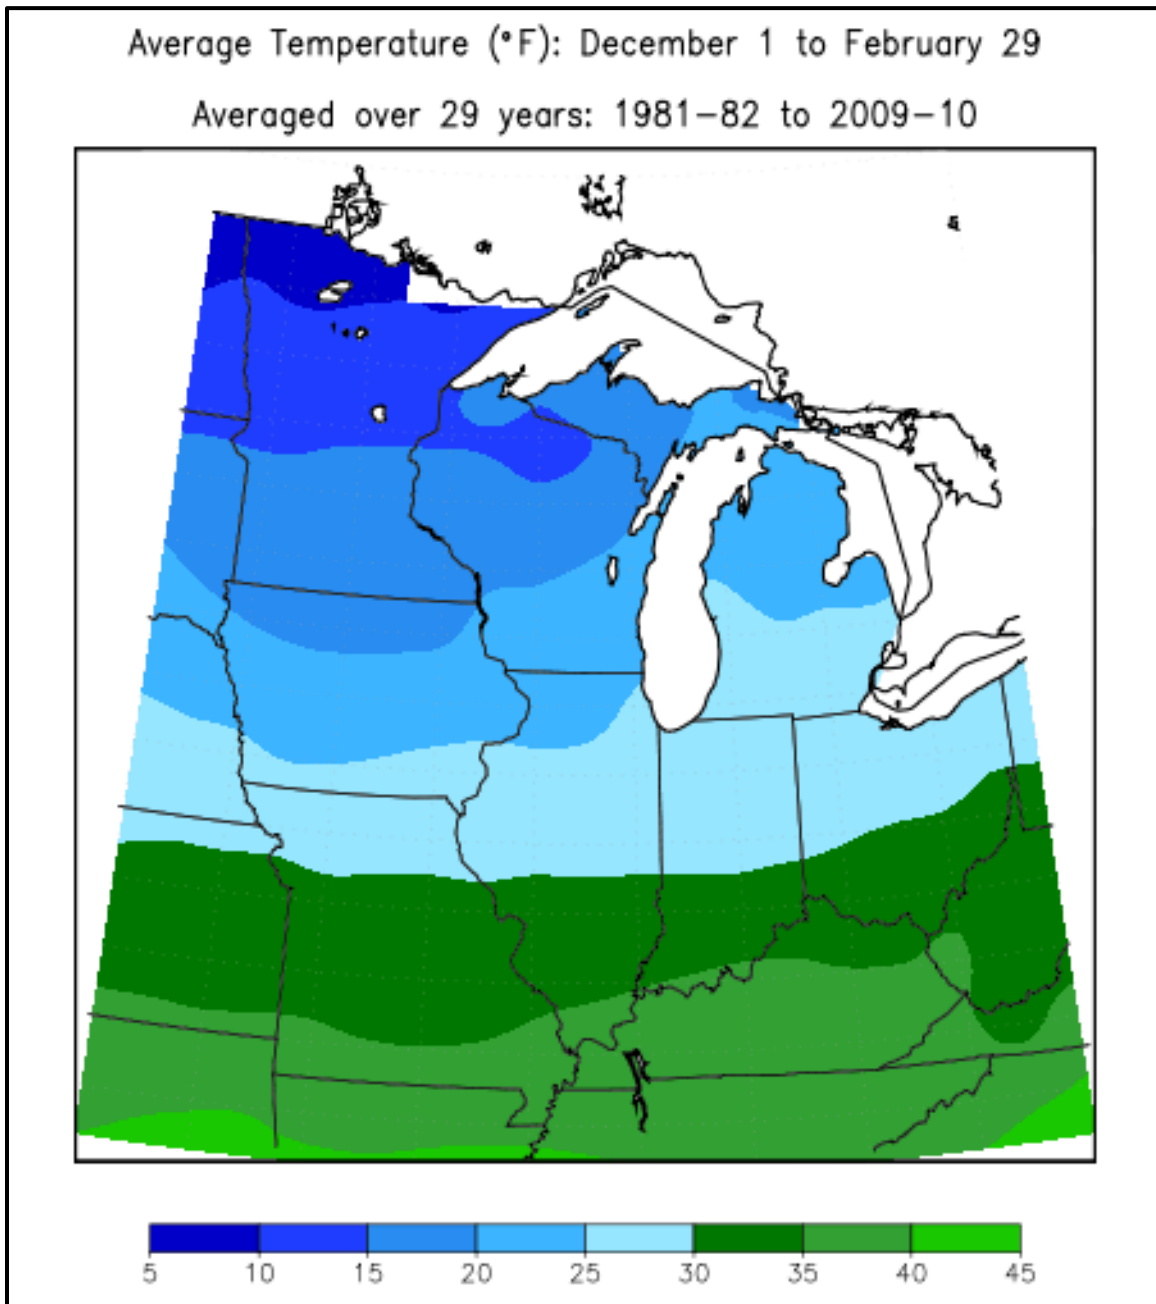 Average Temperature (°F): December 1 to February 29
Averaged over 29 years: 1981-82 to 2009-10
5 10 15 20 25 30 35 40 45